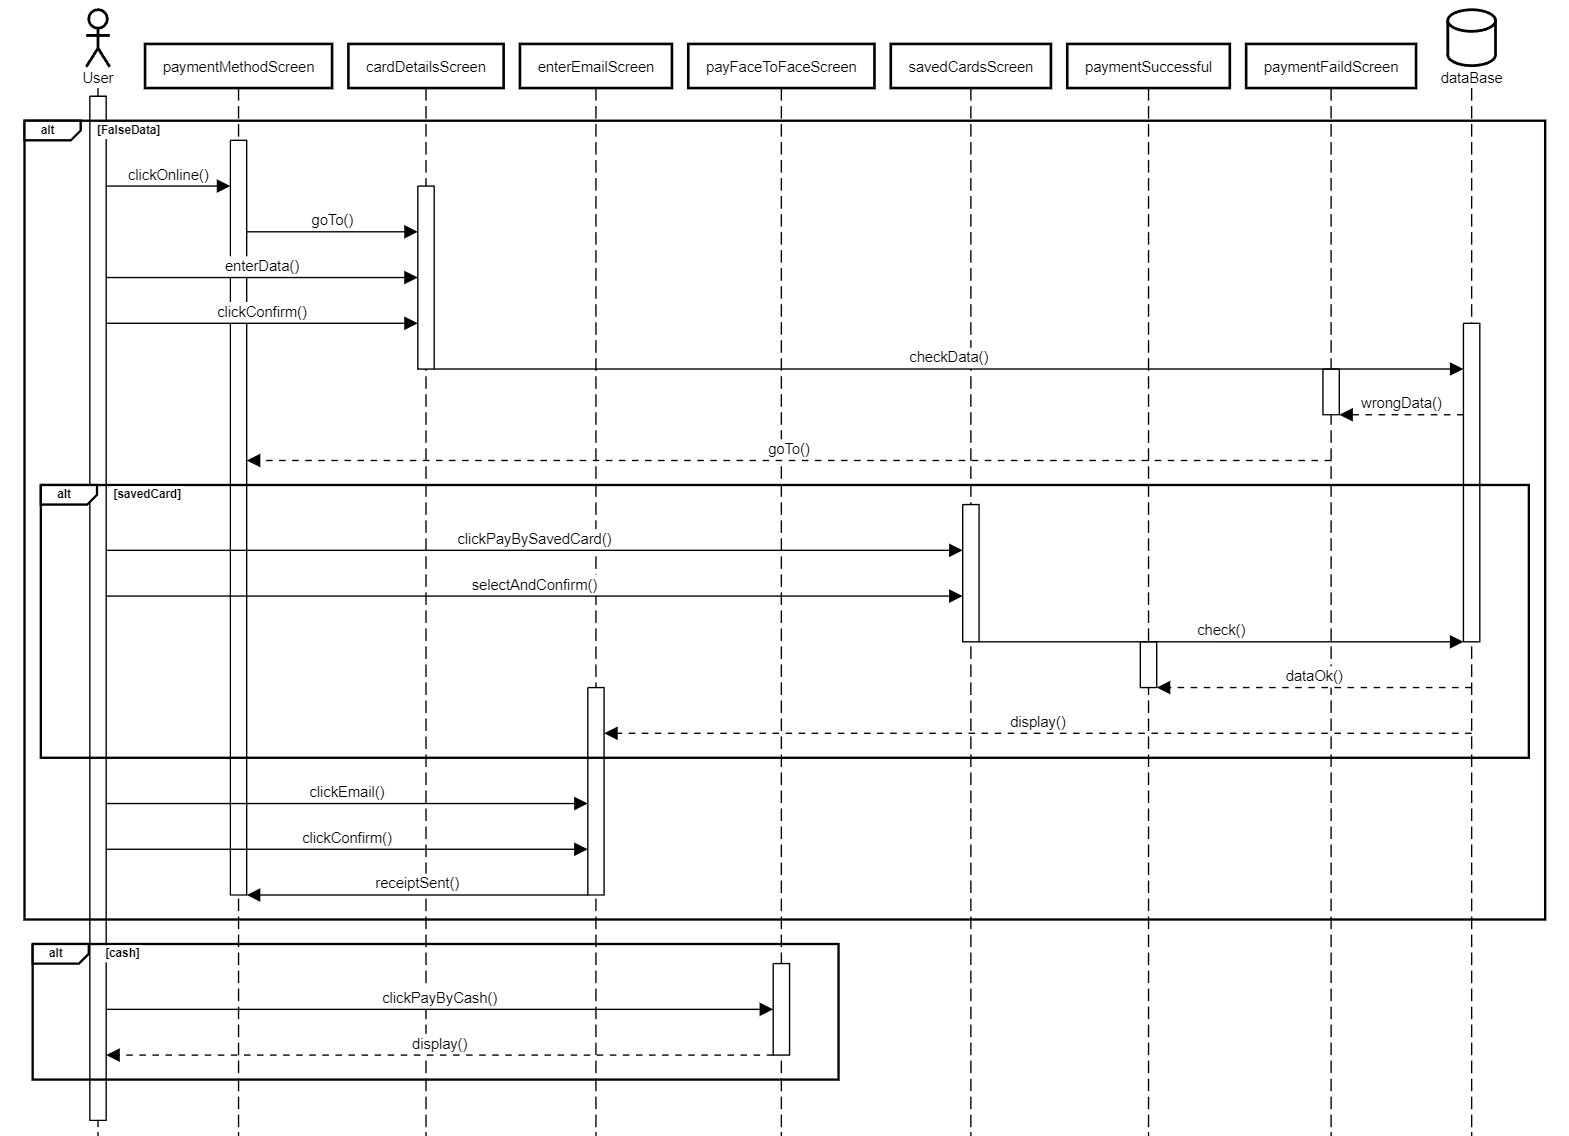 User
paymentMethodScreen
cardDetailsScreen
enterEmailScreen
payFaceToFaceScreen
savedCardsScreen
paymentSuccessful
paymentFaildScreen
dataBase
alt
[FalseData]
clickOnline()
goTo()
enterData()
clickConfirm()
checkData()
wrongData()
goTo()
alt
[savedCard]
clickPayBySavedCard()
selectAndConfirm()
check()
dataOk()
display()
clickEmail()
clickConfirm()
receiptSent()
alt
[cash]
clickPayByCash()
display()